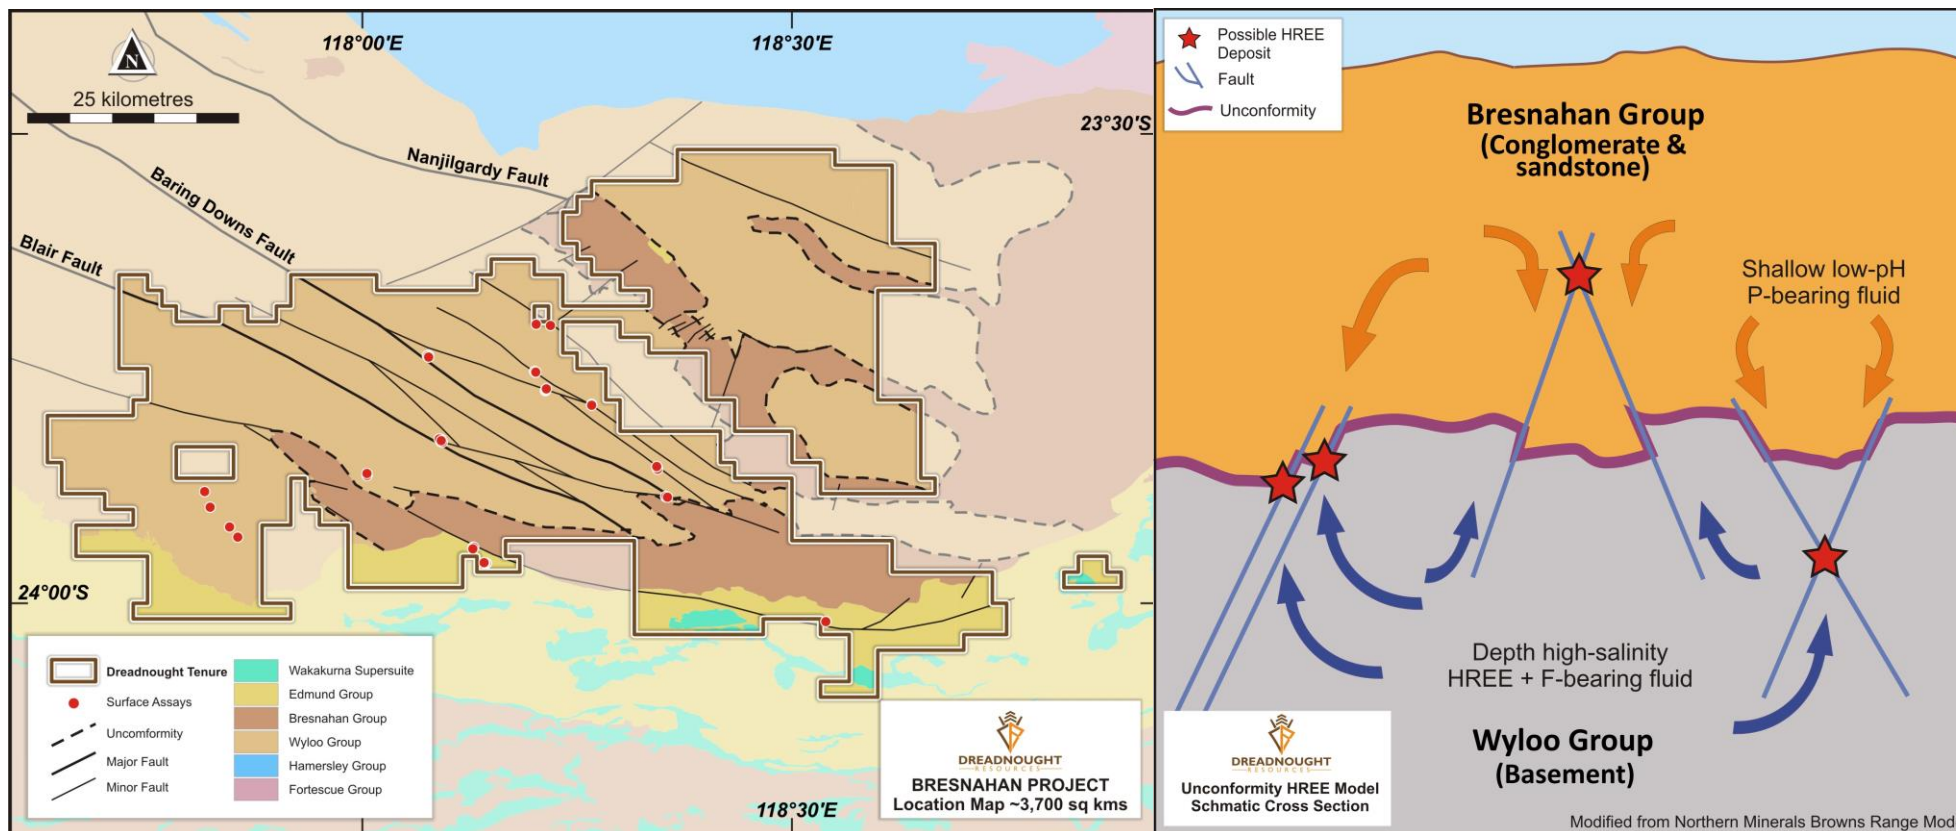 118°00'E
118°30'E
N
25 kilometres
23°30'S
Nanjilgardy Fault
Baring Downs Fault
Blair Fault
24°00'S
Dreadnought Tenure
Surface Assays
Uncomformity
Major Fault
Minor Fault
Wakakurna Supersuite
Edmund Group
Bresnahan Group
Wyloo Group
Hamersley Group
Fortescue Group
118°30'E
DREADNOUGHT
RESOURCES
BRESNAHAN PROJECT
Location Map ~3,700 sq kms
Possible HREE
Deposit
Fault
Unconformity
Bresnahan Group
(Conglomerate &
sandstone)
Shallow low-pH
P-bearing fluid
Depth high-salinity
HREE + F-bearing fluid
Wyloo Group
(Basement)
DREADNOUGHT
RESOURCES
Unconformity HREE Model
Schmatic Cross Section
Modified from Northern Minerals Browns Range Mod